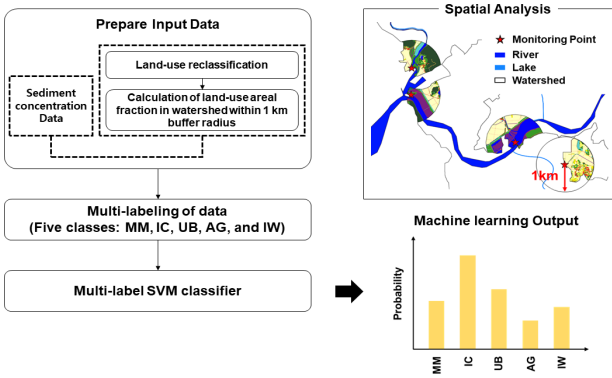 Prepare Input Data
Land-use reclassification
Sediment
concentration
Data
Calculation of land-use areal
fraction in watershed within 1 km
buffer radius
Multi-labeling of data
(Five classes: MM, IC, UB, AG, and IW)
Multi-label SVM classifier
Spatial Analysis
Monitoring Point
River
Lake
Watershed
1km
Machine learning Output
Probability
MM
IC
UB
AG
IW